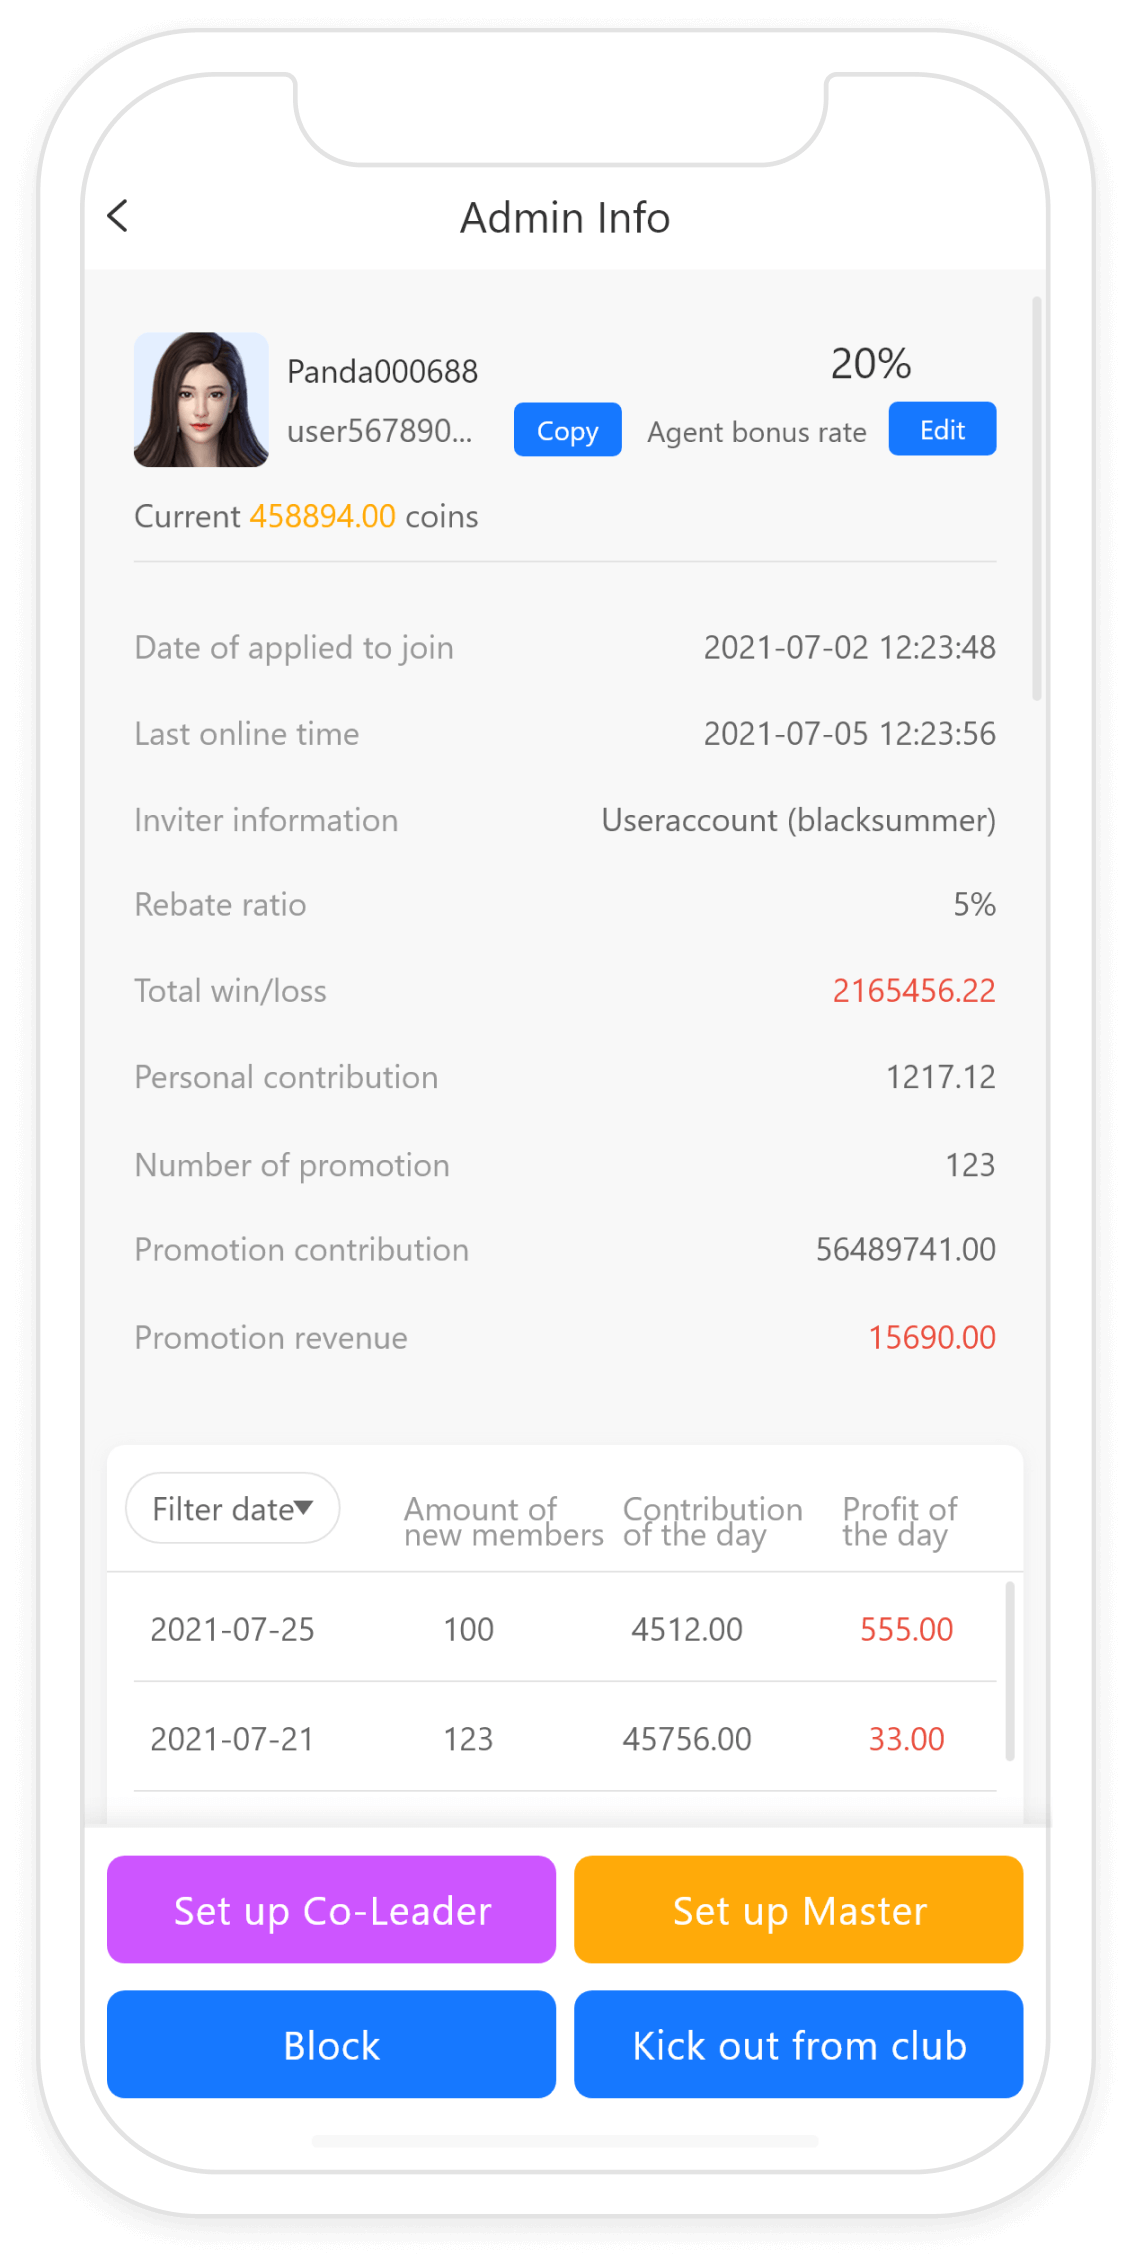 Admin Info
Panda000688
20%
user567890...
Copy
Agent bonus rate
Edit
Current 458894.00 coins
Date of applied to join 2021-07-02 12:23:48
Last online time 2021-07-05 12:23:56
Inviter information Useraccount (blacksummer)
Rebate ratio 5%
Total win/loss 2165456.22
Personal contribution 1217.12
Number of promotion 123
Promotion contribution 56489741.00
Promotion revenue 15690.00
Filter date
Amount of
new members
Contribution
of the day
Profit of
the day
2021-07-25 100 4512.00 555.00
2021-07-21 123 45756.00 33.00
Set up Co-Leader
Set up Master
Block
Kick out from club